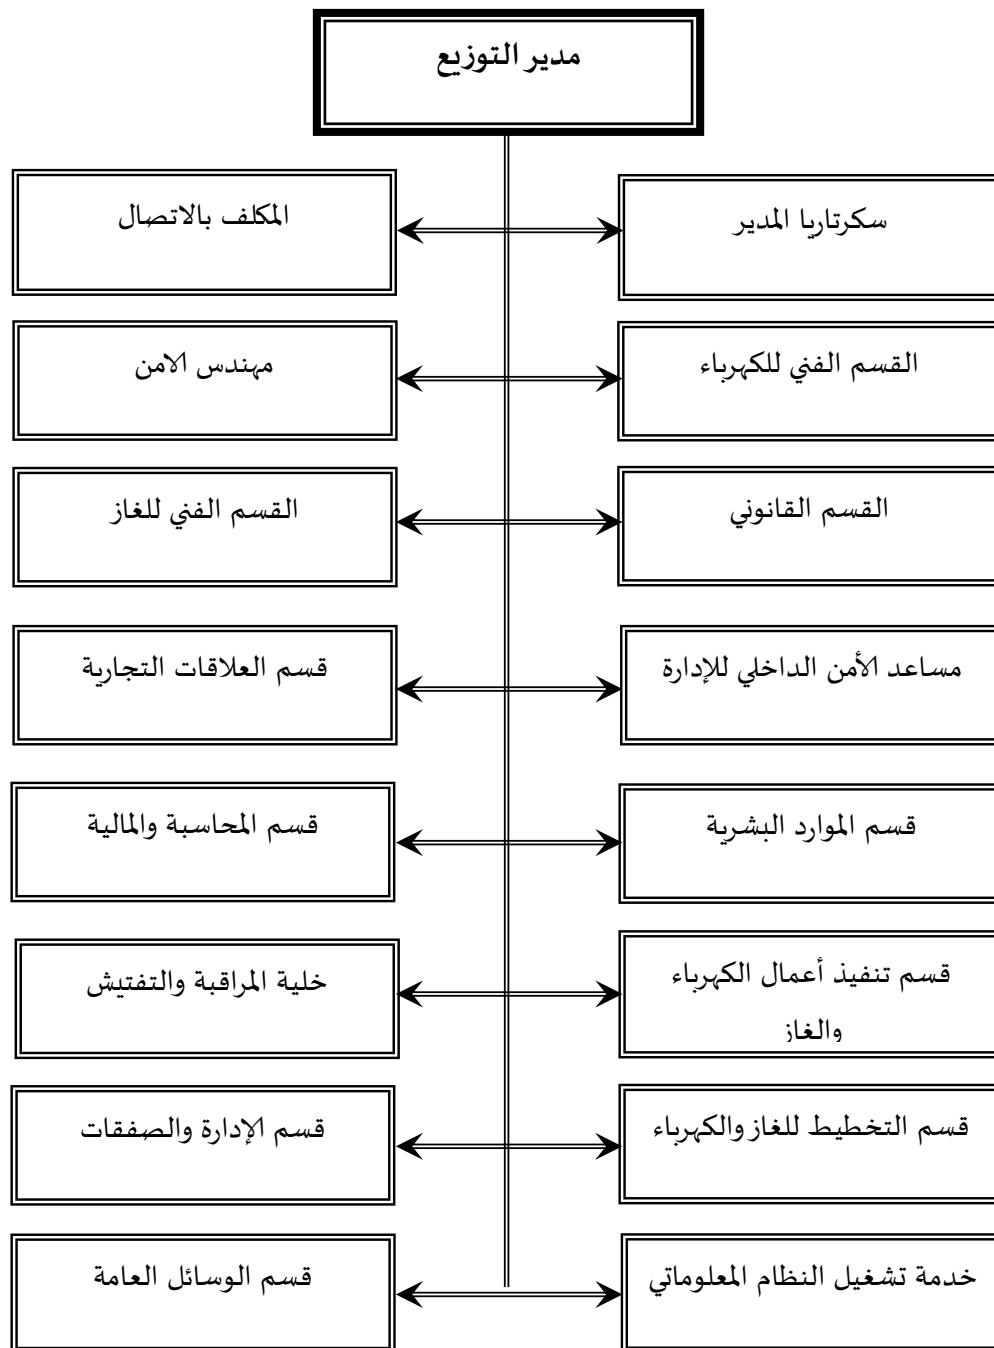 مدير التوزيع
سكرتاريا المدير
المكلف بالاتصال
القسم الفني للكهرباء
مهندس الامن
القسم القانوني
القسم الفني للغاز
مساعد الأمن الداخلي للإدارة
قسم العلاقات التجارية
قسم الموارد البشرية
قسم المحاسبة والمالية
قسم تنفيذ أعمال الكهرباء
والغاز
خلية المراقبة والتفتيش
قسم التخطيط للغاز والكهرباء
قسم الإدارة والصفقات
خدمة تشغيل النظام المعلوماتي
قسم الوسائل العامة